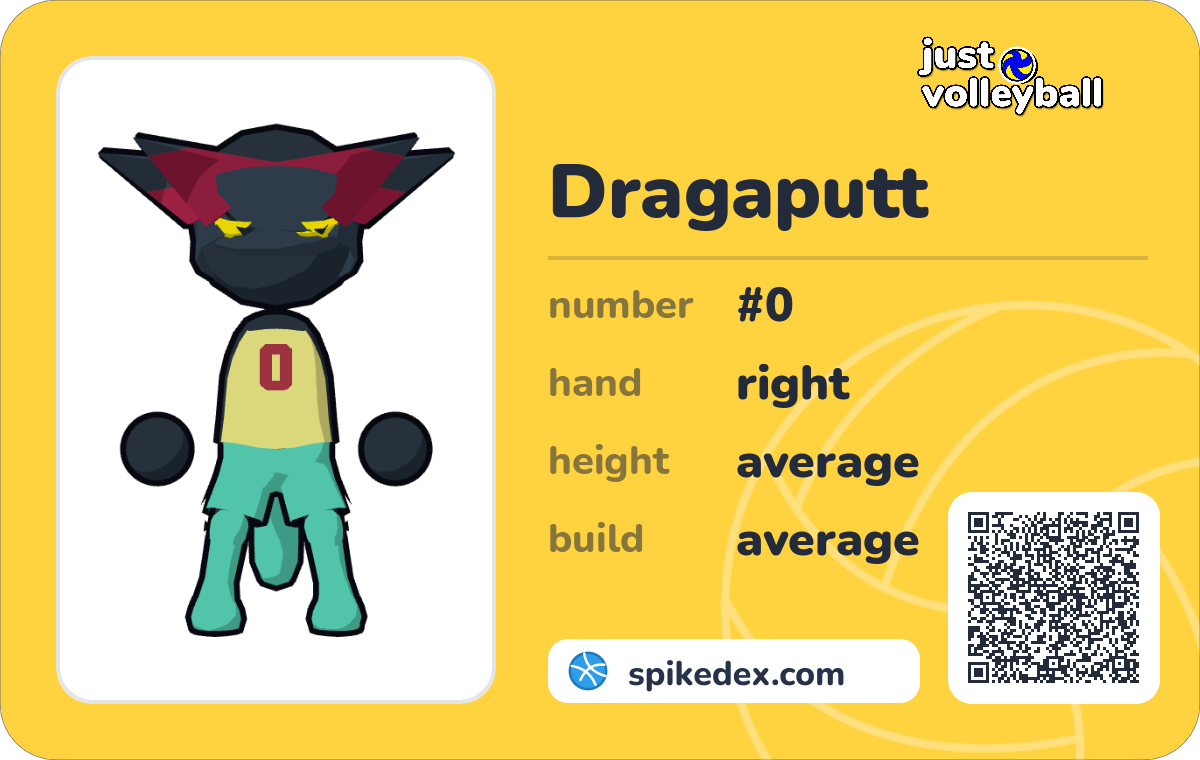 just
volleyball
Dragaputt
number #0
hand right
height average
build average
0
spikedex.com